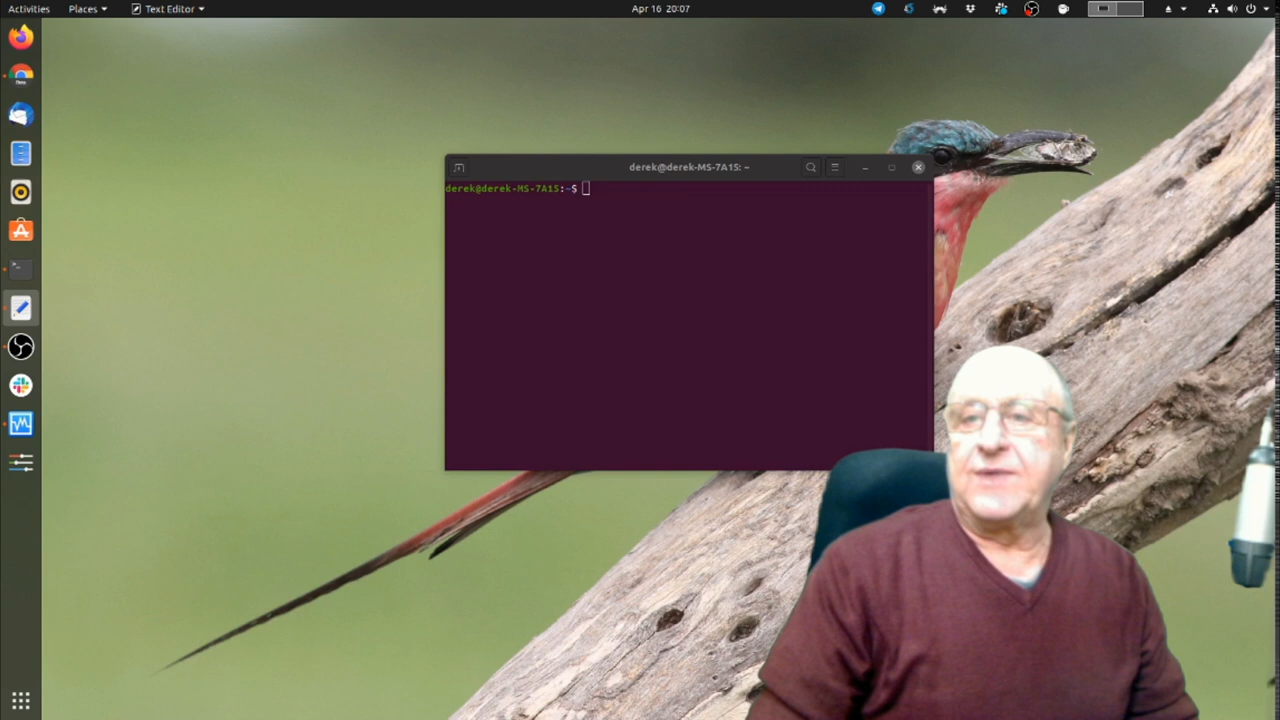 Activities
Places
Text Editor
Apr 16 20:07
derek@derek-MS-7A15: ~
derek@derek-MS-7A15:~$